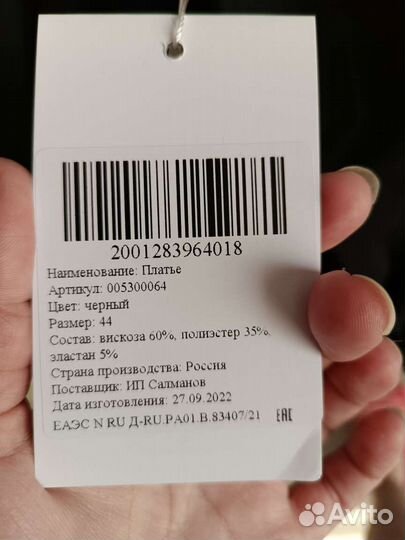 2001283964018
Наименование: Платье
Артикул: 005300064
Цвет: черный
Размер: 44
Состав: вискоза 60%, полиэстер 35%,
эластан 5%
Страна производства: Россия
Поставщик: ИП Салманов
Дата изготовления: 27.09.2022
ЕАЭС N RU Д-RU.РА01.В.83407/21 EAC
Avito